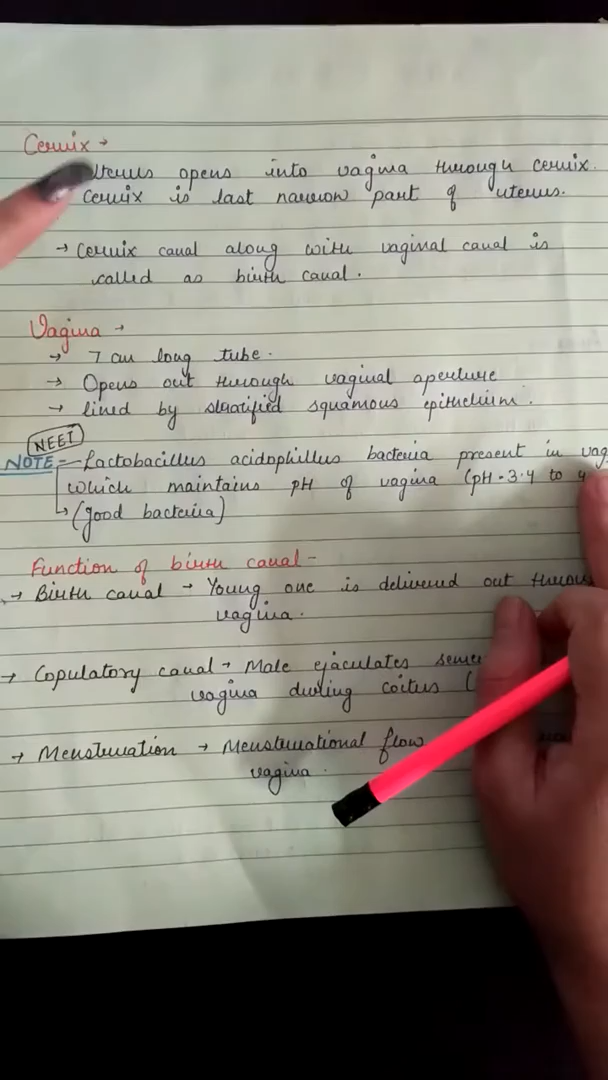 Cervix →
Uterus opens into vagina through cervix.
Cervix is last narrow part of uterus.
→ Cervix canal along with vaginal canal is
called as birth canal.
Vagina →
→ 7 cm long tube.
→ Opens out through vaginal aperture
→ lined by stratified squamous epithelium.
NEET
NOTE - Lactobacillus acidophillus bacteria present in vag
which maintains pH of vagina (pH - 3.4 to 4
→ (good bacteria)
Function of birth canal -
→ Birth canal → Young one is delivered out throu
vagina.
→ Copulatory canal → Male ejaculates seme
vagina during coitus (
→ Menstruation → Menstruational flow
vagina.